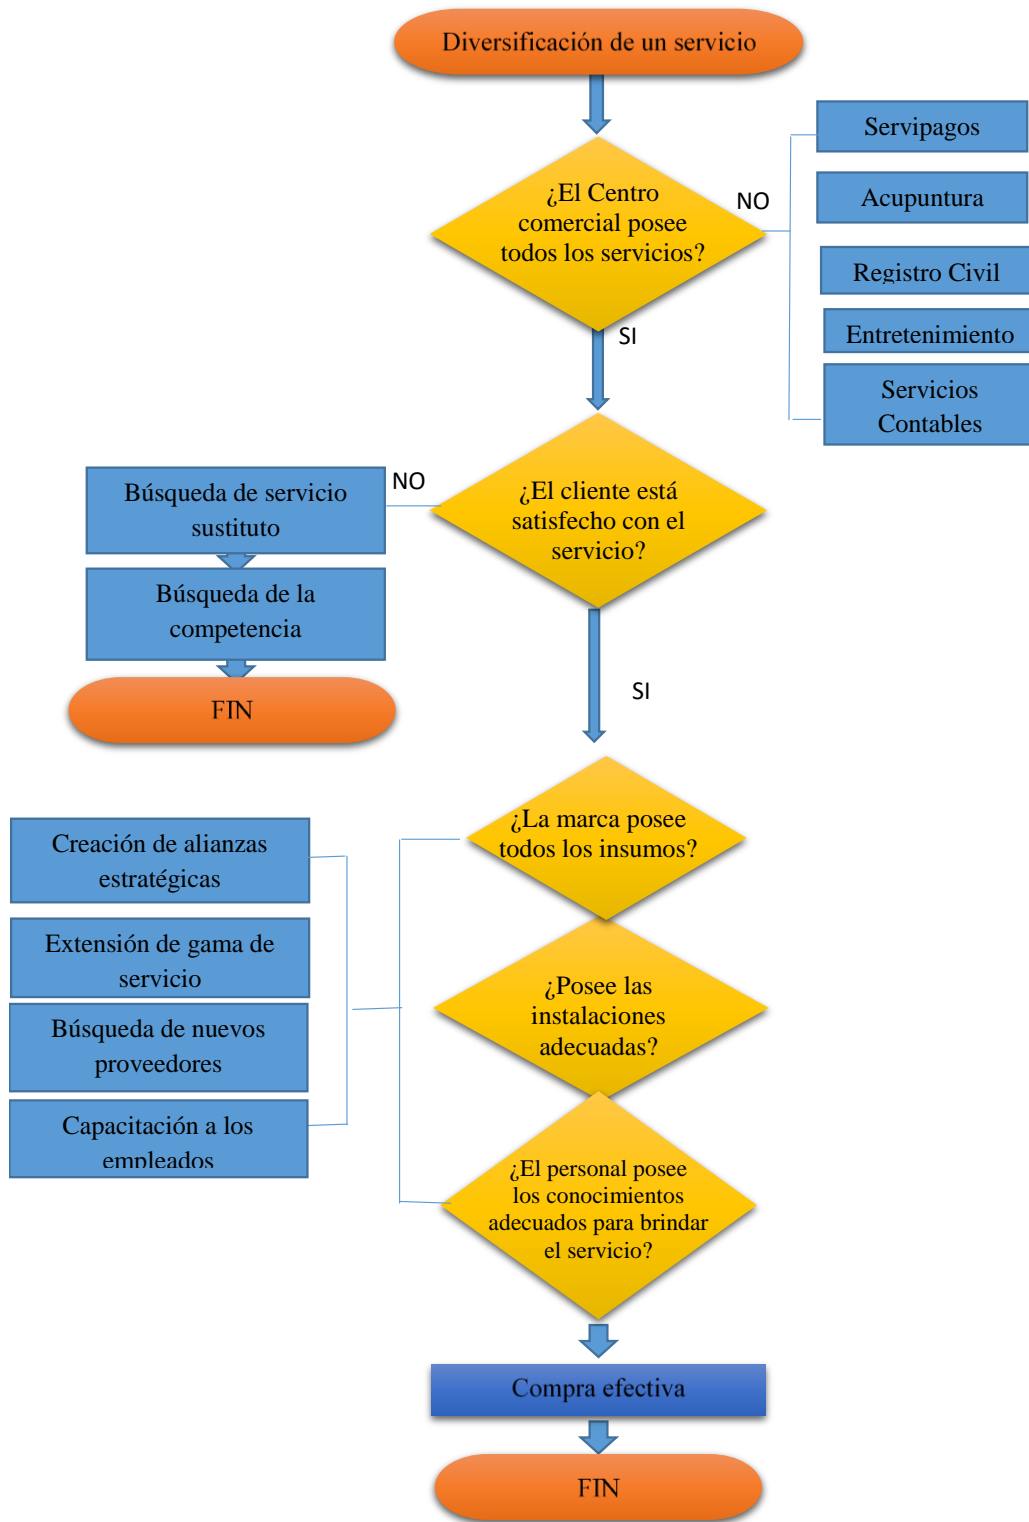 Diversificación de un servicio
¿El Centro
comercial posee
todos los servicios?
NO
Servipagos
Acupuntura
Registro Civil
Entretenimiento
Servicios
Contables
SI
¿El cliente está
satisfecho con el
servicio?
NO
Búsqueda de servicio
sustituto
Búsqueda de la
competencia
FIN
SI
¿La marca posee
todos los insumos?
Creación de alianzas
estratégicas
Extensión de gama de
servicio
Búsqueda de nuevos
proveedores
Capacitación a los
empleados
¿Posee las
instalaciones
adecuadas?
¿El personal posee
los conocimientos
adecuados para brindar
el servicio?
Compra efectiva
FIN